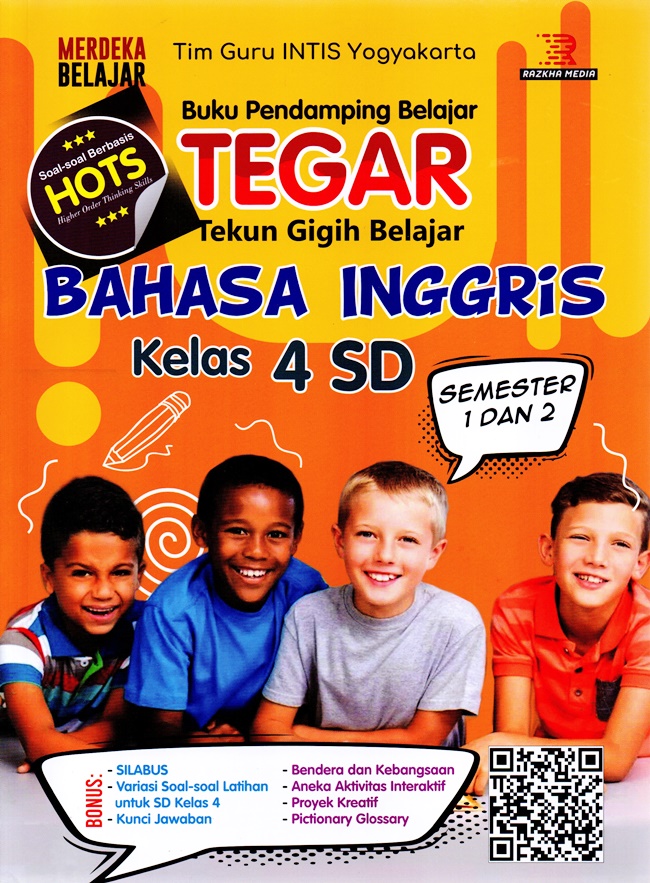 MERDEKA
BELAJAR
Tim Guru INTIS Yogyakarta
RAZKHA MEDIA
Buku Pendamping Belajar
TEGAR
Tekun Gigih Belajar
Soal-soal Berbasis
HOTS
Higher Order Thinking Skills
BAHASA INGGRiS
Kelas 4 SD
SEMESTER
1 DAN 2
BONUS:
- SILABUS
- Variasi Soal-soal Latihan
untuk SD Kelas 4
- Kunci Jawaban
- Bendera dan Kebangsaan
- Aneka Aktivitas Interaktif
- Proyek Kreatif
- Pictionary Glossary